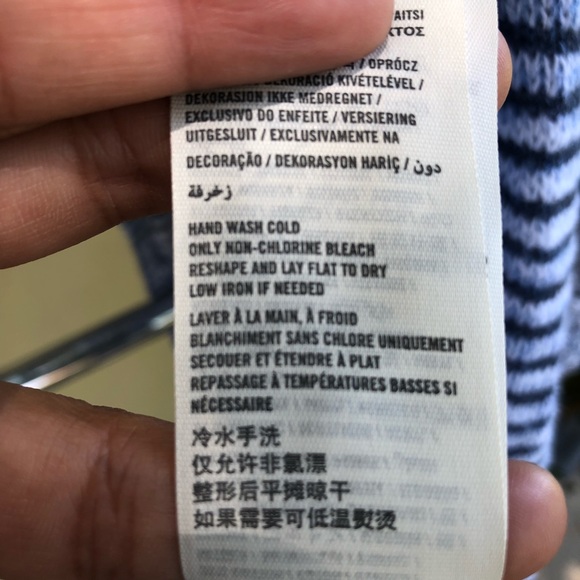 AITSI
ΚΤΟΣ
/ OPRÓCZ
DEKORACIÓ KIVÉTELÉVEL /
DEKORASJON IKKE MEDREGNET /
EXCLUSIVO DO ENFEITE / VERSIERING
UITGESLUIT / EXCLUSIVAMENTE NA
DECORAÇÃO / DEKORASYON HARIÇ / دون
زخرفة
HAND WASH COLD
ONLY NON-CHLORINE BLEACH
RESHAPE AND LAY FLAT TO DRY
LOW IRON IF NEEDED
LAVER À LA MAIN, À FROID
BLANCHIMENT SANS CHLORE UNIQUEMENT
SECOUER ET ÉTENDRE À PLAT
REPASSAGE À TEMPÉRATURES BASSES SI
NÉCESSAIRE
冷水手洗
仅允许非氯漂
整形后平摊晾干
如果需要可低温熨烫